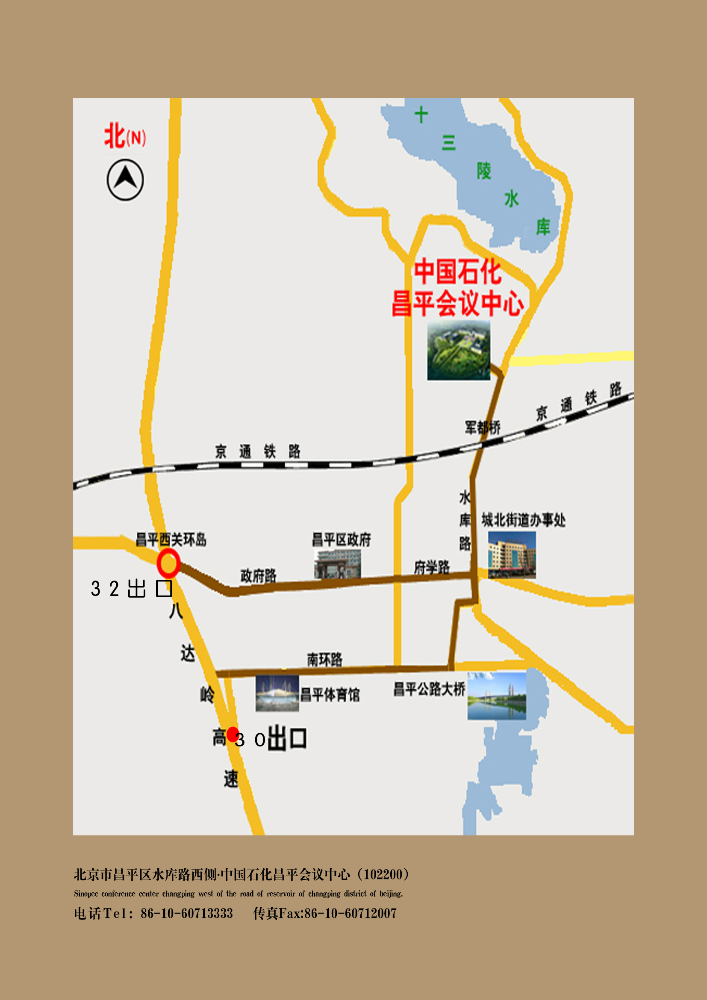 北(N)
十三陵水库
中国石化
昌平会议中心
京通铁路
军都桥
京通铁路
水库路
城北街道办事处
昌平西关环岛
昌平区政府
府学路
政府路
32出口
八达岭高速
南环路
昌平体育馆
昌平公路大桥
30出口
北京市昌平区水库路西侧·中国石化昌平会议中心（102200）
Sinopec conference center changping west of the road of reservoir of changping district of beijing.
电话Tel：86-10-60713333 传真Fax:86-10-60712007